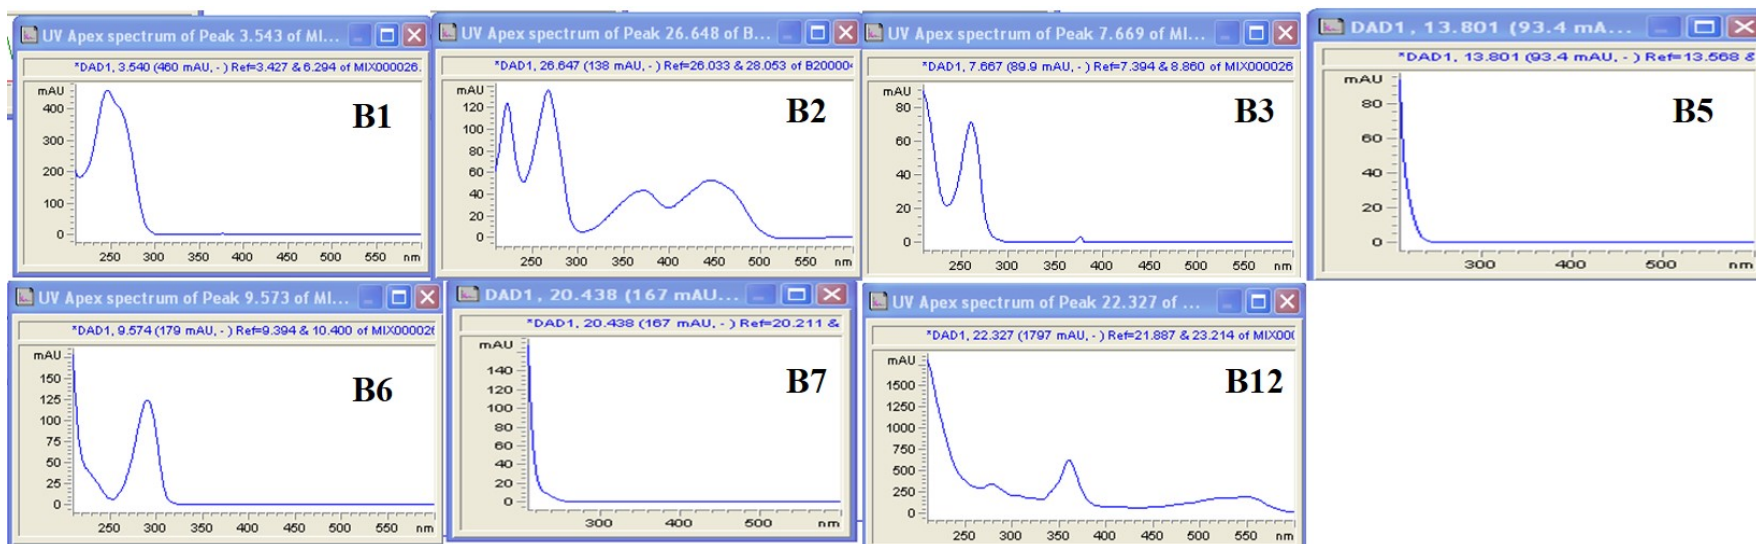 UV Apex spectrum of Peak 3.543 of MI...
*DAD1, 3.540 (460 mAU, - ) Ref=3.427 & 6.294 of MIX000026.
mAU
B1
400
300
200
100
0
250 300 350 400 450 500 550 nm
UV Apex spectrum of Peak 26.648 of B...
*DAD1, 26.647 (138 mAU, - ) Ref=26.033 & 28.053 of B20000
mAU
B2
120
100
80
60
40
20
0
250 300 350 400 450 500 550 nm
UV Apex spectrum of Peak 7.669 of MI...
*DAD1, 7.667 (89.9 mAU, - ) Ref=7.394 & 8.860 of MIX000026
mAU
B3
80
60
40
20
0
250 300 350 400 450 500 550 nm
DAD1, 13.801 (93.4 mA...
*DAD1, 13.801 (93.4 mAU, - ) Ref=13.568 &
mAU
B5
80
60
40
20
0
300 500 nm
UV Apex spectrum of Peak 9.573 of MI...
*DAD1, 9.574 (179 mAU, - ) Ref=9.394 & 10.400 of MIX00002
mAU
B6
150
125
100
75
50
25
0
250 300 350 400 450 500 550 nm
DAD1, 20.438 (167 mAU...
*DAD1, 20.438 (167 mAU, - ) Ref=20.211 &
mAU
B7
140
120
100
80
60
40
20
0
300 400 500 nm
UV Apex spectrum of Peak 22.327 of ...
*DAD1, 22.327 (1797 mAU, - ) Ref=21.887 & 23.214 of MIX00
mAU
B12
1500
1250
1000
750
500
250
0
250 300 350 400 450 500 550 nm